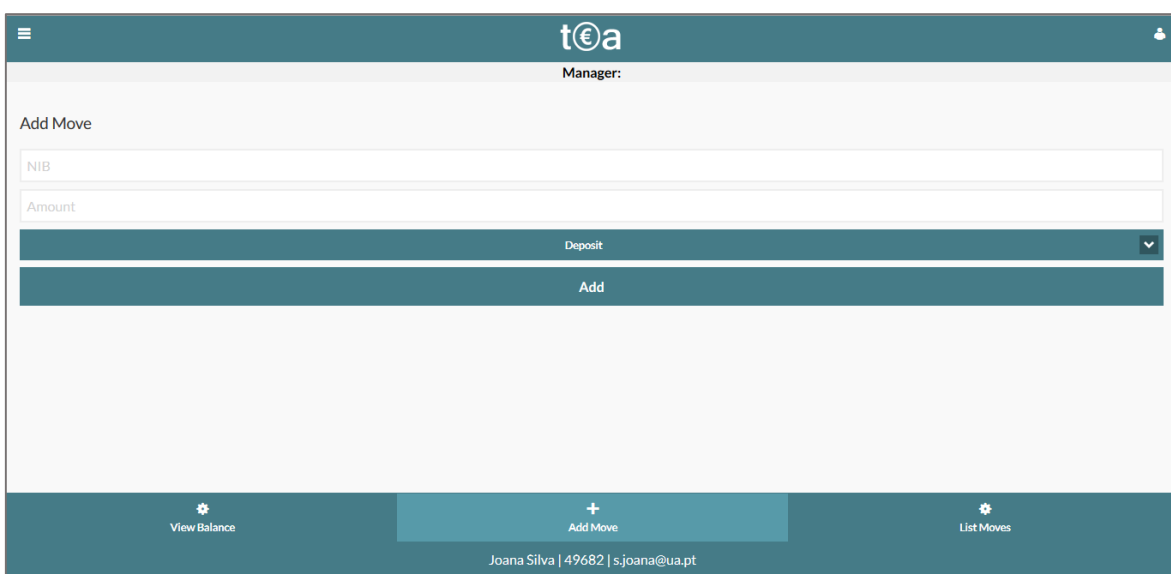 t€a
Manager:
Add Move
NIB
Amount
Deposit
Add
View Balance
Add Move
List Moves
Joana Silva | 49682 | s.joana@ua.pt